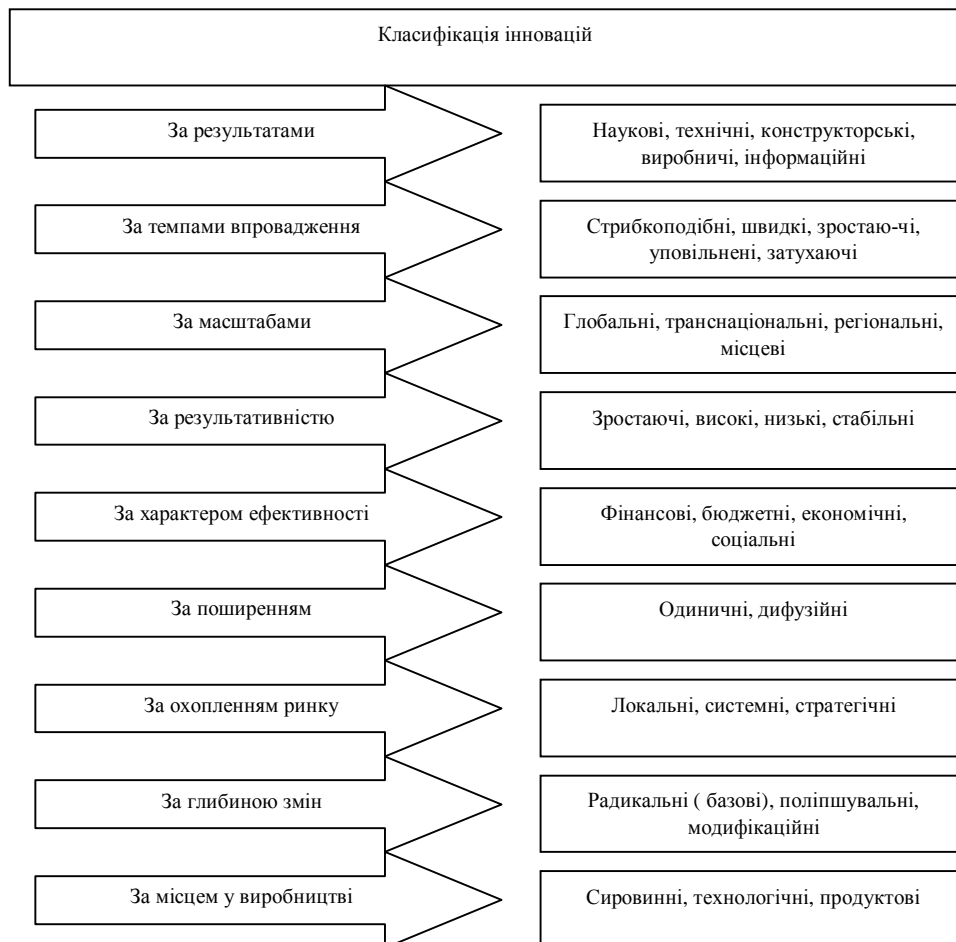 Класифікація інновацій
За результатами
Наукові, технічні, конструкторські,
виробничі, інформаційні
За темпами впровадження
Стрибкоподібні, швидкі, зростаю-чі,
уповільнені, затухаючі
За масштабами
Глобальні, транснаціональні, регіональні,
місцеві
За результативністю
Зростаючі, високі, низькі, стабільні
За характером ефективності
Фінансові, бюджетні, економічні,
соціальні
За поширенням
Одиничні, дифузійні
За охопленням ринку
Локальні, системні, стратегічні
За глибиною змін
Радикальні ( базові), поліпшувальні,
модифікаційні
За місцем у виробництві
Сировинні, технологічні, продуктові